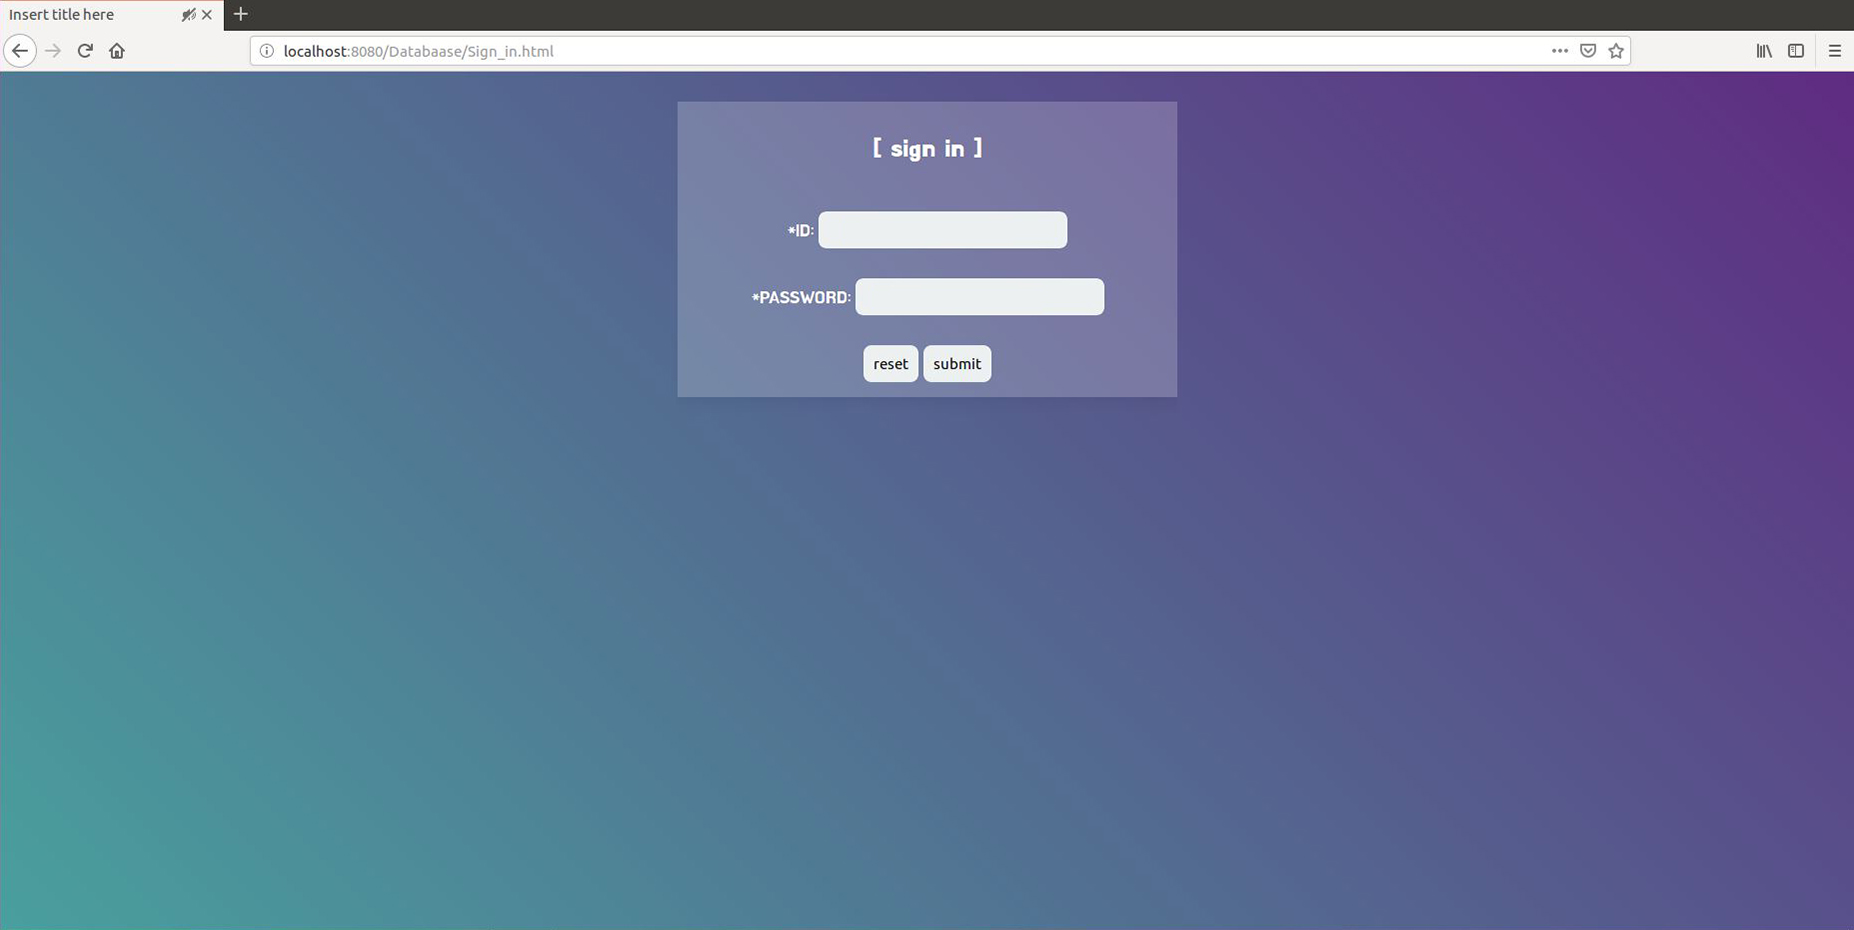 Insert title here
localhost:8080/Databaase/Sign_in.html
[ sign in ]
*ID:
*PASSWORD:
reset submit